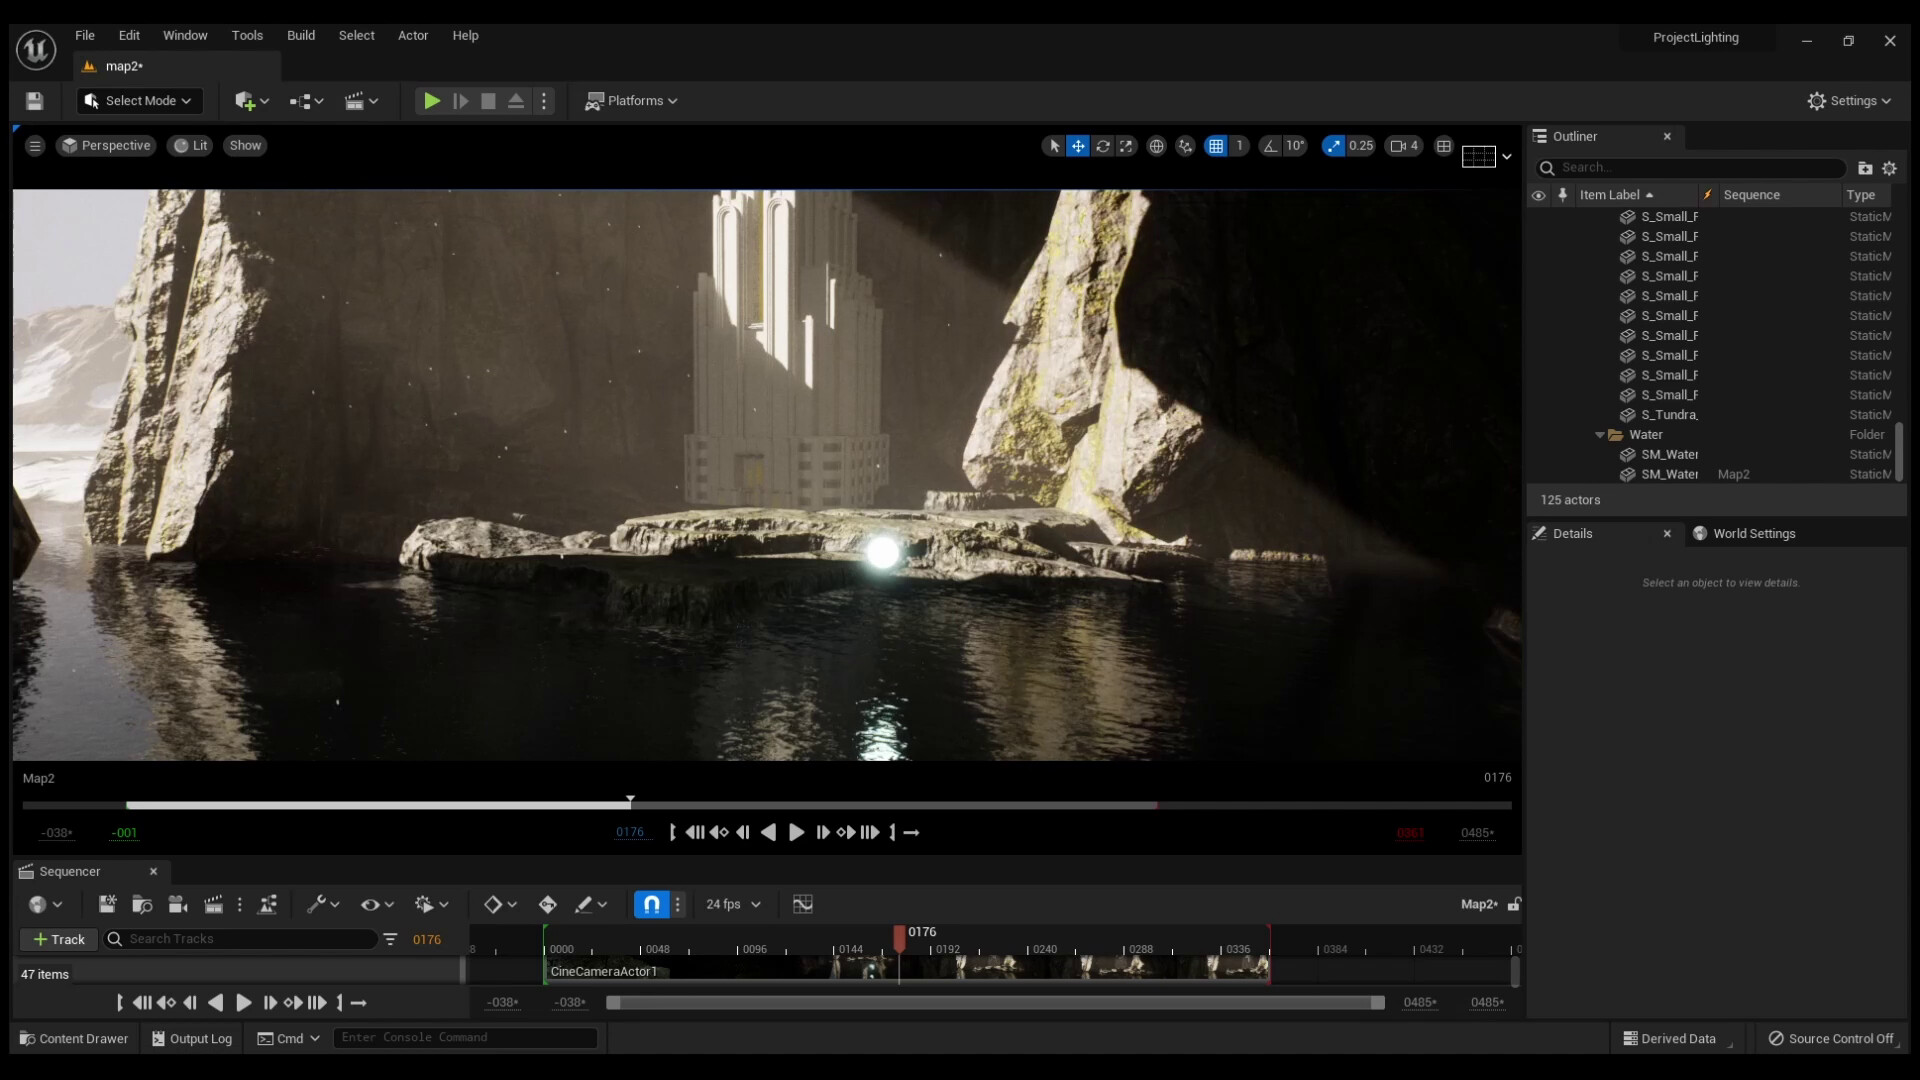 File Edit Window Tools Build Select Actor Help
ProjectLighting
map2*
Select Mode
Platforms
Settings
Perspective Lit Show
1 10° 0.25 4
Outliner
Search...
Item Label Sequence Type
S_Small_F StaticM
S_Small_F StaticM
S_Small_F StaticM
S_Small_F StaticM
S_Small_F StaticM
S_Small_F StaticM
S_Small_F StaticM
S_Small_F StaticM
S_Small_F StaticM
S_Small_F StaticM
S_Tundra_ StaticM
Water Folder
SM_Water StaticM
SM_Water Map2 StaticM
125 actors
Details World Settings
Select an object to view details.
Map2 0176
-038* -001 0176 0361 0485*
Sequencer
24 fps Map2*
+ Track Search Tracks 0176
0176
8 0000 0048 0096 0144 0192 0240 0288 0336 0384 0432 0
CineCameraActor1
47 items
-038* -038* 0485* 0485*
Content Drawer Output Log Cmd Enter Console Command Derived Data Source Control Off